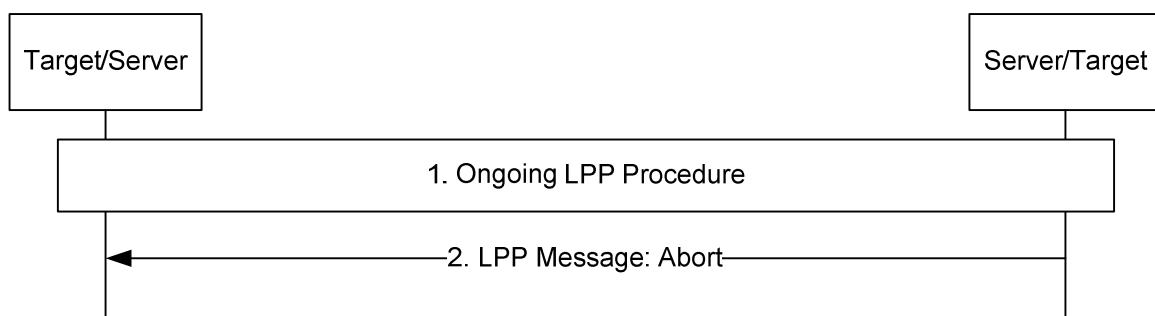 Target/Server
Server/Target
1. Ongoing LPP Procedure
2. LPP Message: Abort